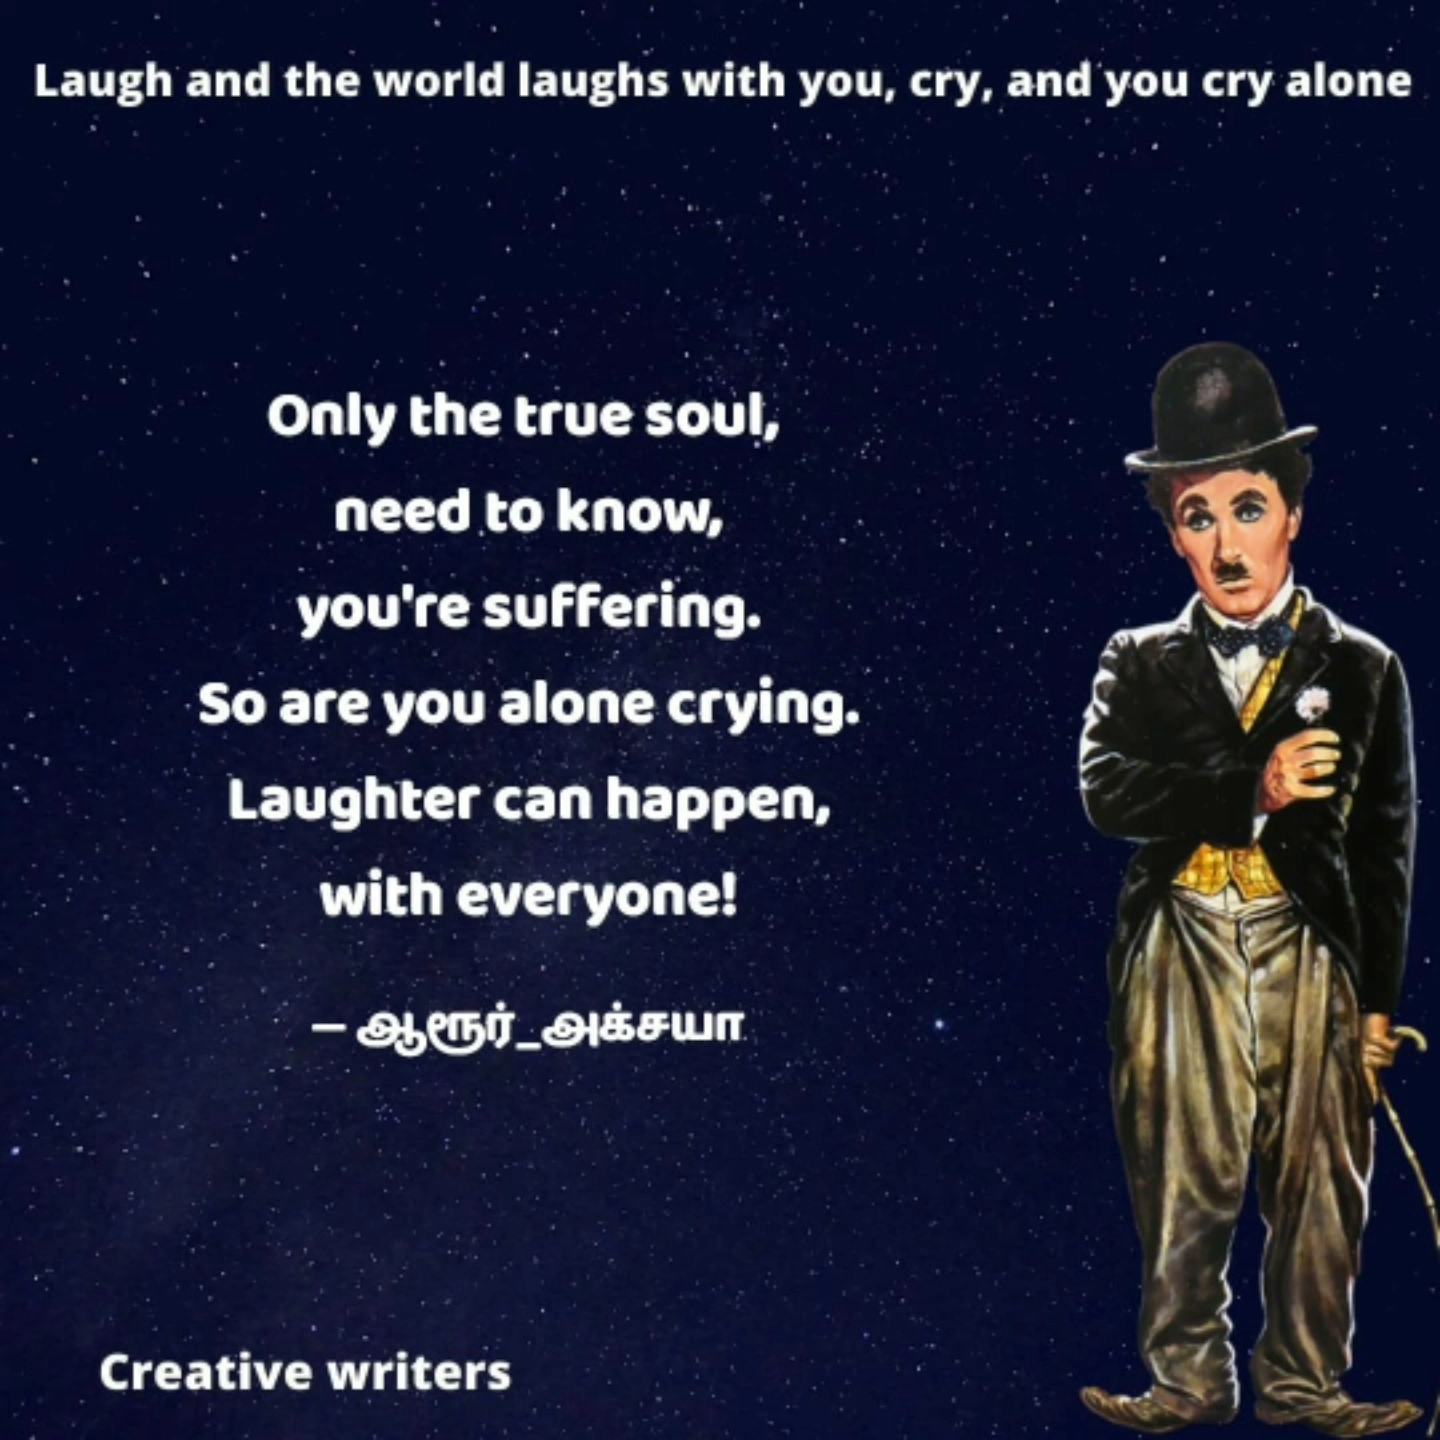 Laugh and the world laughs with you, cry, and you cry alone
Only the true soul,
need to know,
you're suffering.
So are you alone crying.
Laughter can happen,
with everyone!
– ஆரூர்_அக்சயா
Creative writers